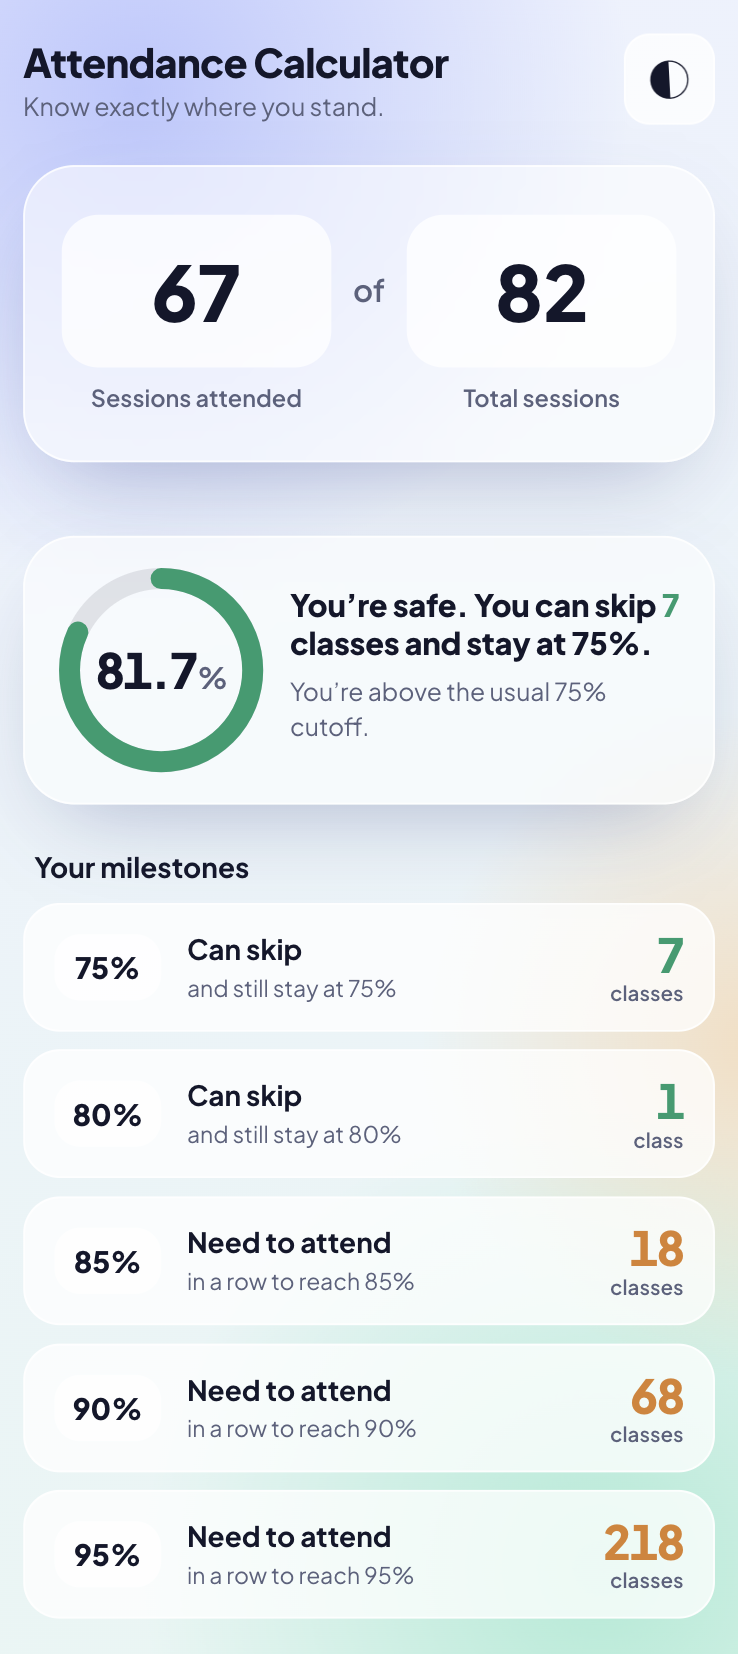 Attendance Calculator
Know exactly where you stand.
67 of 82
Sessions attended Total sessions
81.7%
You’re safe. You can skip 7
classes and stay at 75%.
You’re above the usual 75%
cutoff.
Your milestones
75% Can skip 7
and still stay at 75% classes
80% Can skip 1
and still stay at 80% class
85% Need to attend 18
in a row to reach 85% classes
90% Need to attend 68
in a row to reach 90% classes
95% Need to attend 218
in a row to reach 95% classes